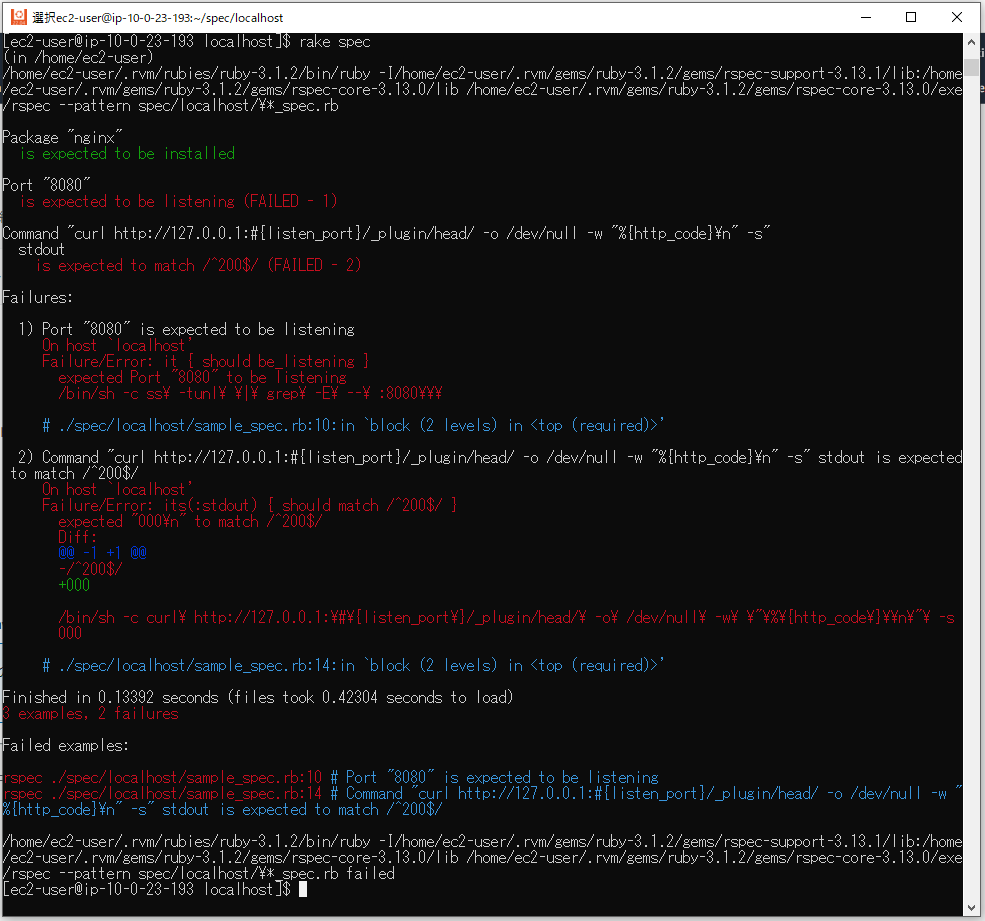 選択ec2-user@ip-10-0-23-193:~/spec/localhost
[ec2-user@ip-10-0-23-193 localhost]$ rake spec
(in /home/ec2-user)
/home/ec2-user/.rvm/rubies/ruby-3.1.2/bin/ruby -I/home/ec2-user/.rvm/gems/ruby-3.1.2/gems/rspec-support-3.13.1/lib:/home
/ec2-user/.rvm/gems/ruby-3.1.2/gems/rspec-core-3.13.0/lib /home/ec2-user/.rvm/gems/ruby-3.1.2/gems/rspec-core-3.13.0/exe
/rspec --pattern spec/localhost/¥*_spec.rb
Package "nginx"
is expected to be installed
Port "8080"
is expected to be listening (FAILED - 1)
Command "curl http://127.0.0.1:#{listen_port}/_plugin/head/ -o /dev/null -w "%{http_code}¥n" -s"
stdout
is expected to match /^200$/ (FAILED - 2)
Failures:
1) Port "8080" is expected to be listening
On host `localhost'
Failure/Error: it { should be_listening }
expected Port "8080" to be listening
/bin/sh -c ss¥ -tunl¥ ¥|¥ grep¥ -E¥ --¥ :8080¥¥¥
# ./spec/localhost/sample_spec.rb:10:in `block (2 levels) in <top (required)>'
2) Command "curl http://127.0.0.1:#{listen_port}/_plugin/head/ -o /dev/null -w "%{http_code}¥n" -s" stdout is expected
to match /^200$/
On host `localhost'
Failure/Error: its(:stdout) { should match /^200$/ }
expected "000¥n" to match /^200$/
Diff:
@@ -1 +1 @@
-/^200$/
+000
/bin/sh -c curl¥ http://127.0.0.1:¥#¥{listen_port¥}/_plugin/head/¥ -o¥ /dev/null¥ -w¥ ¥"¥%¥{http_code¥}¥¥n¥"¥ -s
000
# ./spec/localhost/sample_spec.rb:14:in `block (2 levels) in <top (required)>'
Finished in 0.13392 seconds (files took 0.42304 seconds to load)
3 examples, 2 failures
Failed examples:
rspec ./spec/localhost/sample_spec.rb:10 # Port "8080" is expected to be listening
rspec ./spec/localhost/sample_spec.rb:14 # Command "curl http://127.0.0.1:#{listen_port}/_plugin/head/ -o /dev/null -w "
%{http_code}¥n" -s" stdout is expected to match /^200$/
/home/ec2-user/.rvm/rubies/ruby-3.1.2/bin/ruby -I/home/ec2-user/.rvm/gems/ruby-3.1.2/gems/rspec-support-3.13.1/lib:/home
/ec2-user/.rvm/gems/ruby-3.1.2/gems/rspec-core-3.13.0/lib /home/ec2-user/.rvm/gems/ruby-3.1.2/gems/rspec-core-3.13.0/exe
/rspec --pattern spec/localhost/¥*_spec.rb failed
[ec2-user@ip-10-0-23-193 localhost]$